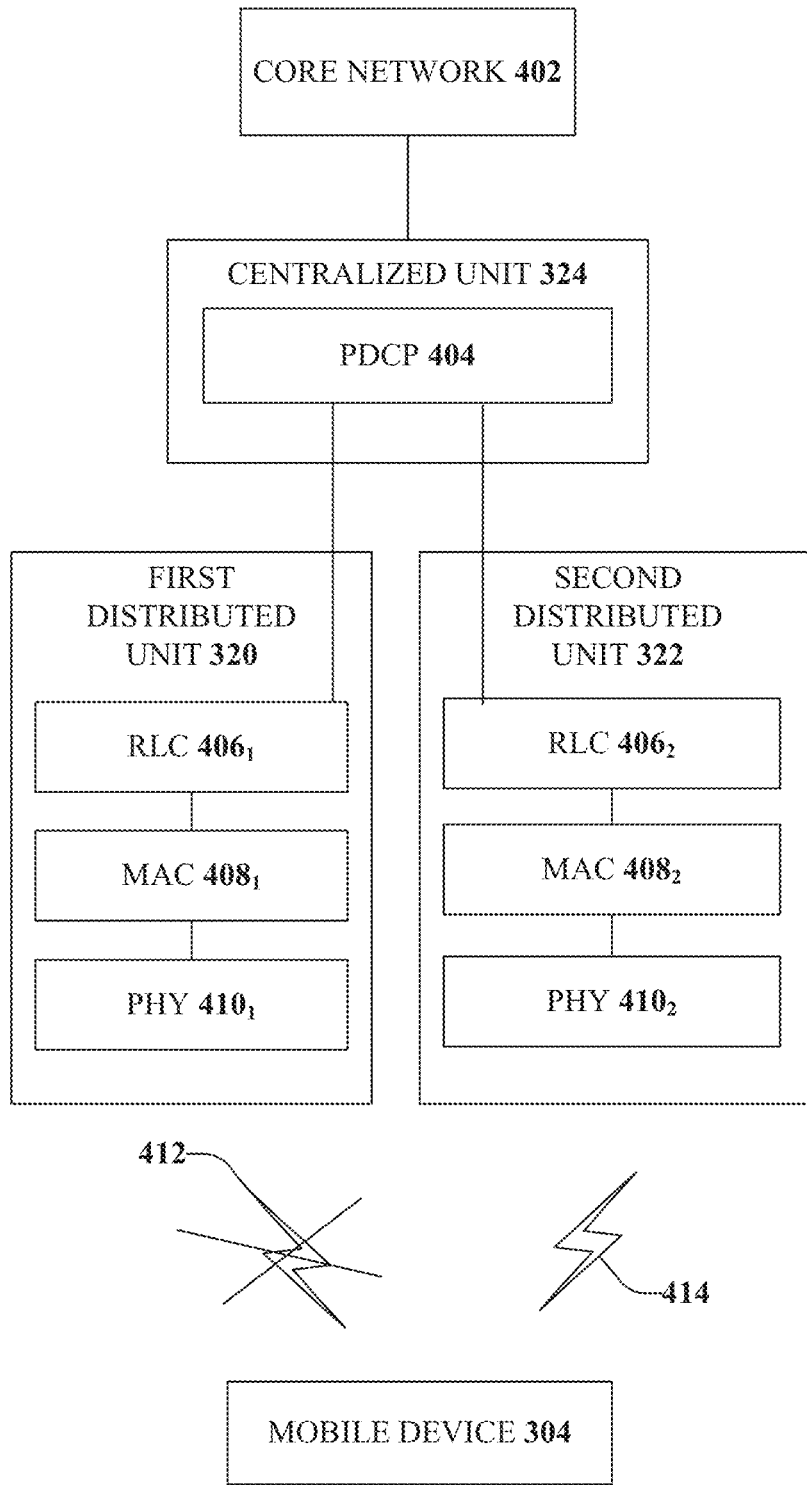 CORE NETWORK 402
CENTRALIZED UNIT 324
PDCP 404
FIRST
DISTRIBUTED
UNIT 320
RLC 406₁
MAC 408₁
PHY 410₁
SECOND
DISTRIBUTED
UNIT 322
RLC 406₂
MAC 408₂
PHY 410₂
412
414
MOBILE DEVICE 304